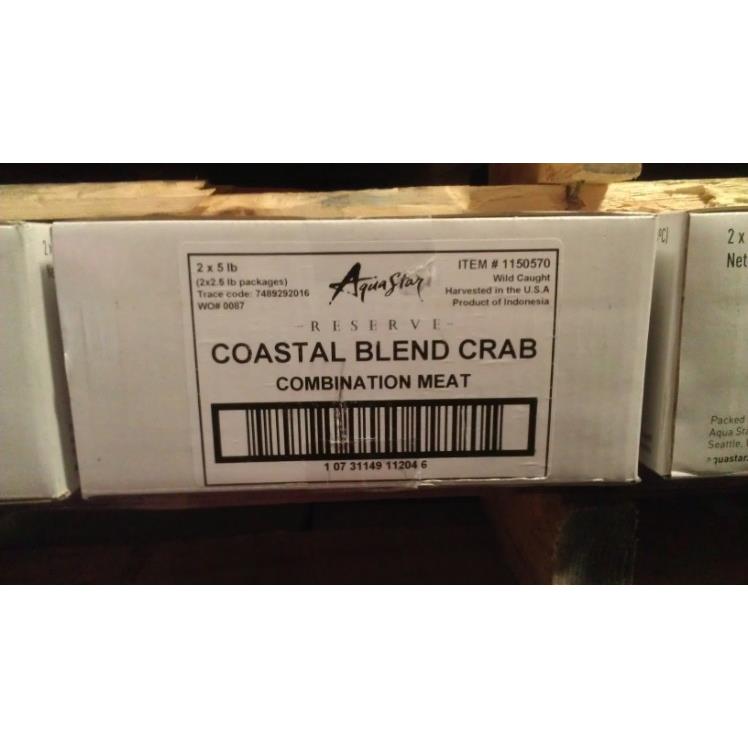 2 x 5 lb
(2x2.5 lb packages)
Trace code: 7489292016
WO# 0087
AquaStar
ITEM # 1150570
Wild Caught
Harvested in the U.S.A
Product of Indonesia
-RESERVE-
COASTAL BLEND CRAB
COMBINATION MEAT
1 07 31149 11204 6
ºC)
2 x
Net
Packed
Aqua Sta
Seattle,
quastar.